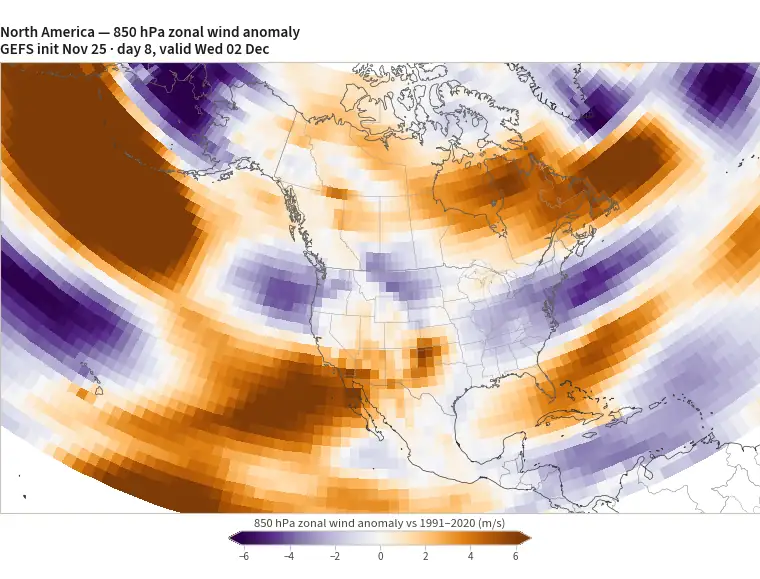 North America — 850 hPa zonal wind anomaly
GEFS init Nov 25 · day 8, valid Wed 02 Dec
850 hPa zonal wind anomaly vs 1991–2020 (m/s)
−6 −4 −2 0 2 4 6